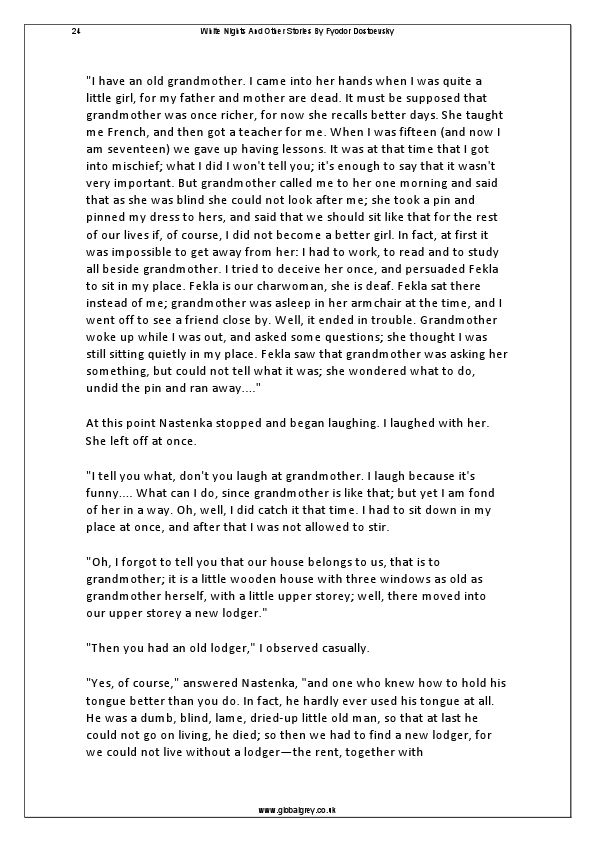 24 White Nights And Other Stories By Fyodor Dostoevsky
"I have an old grandmother. I came into her hands when I was quite a
little girl, for my father and mother are dead. It must be supposed that
grandmother was once richer, for now she recalls better days. She taught
me French, and then got a teacher for me. When I was fifteen (and now I
am seventeen) we gave up having lessons. It was at that time that I got
into mischief; what I did I won't tell you; it's enough to say that it wasn't
very important. But grandmother called me to her one morning and said
that as she was blind she could not look after me; she took a pin and
pinned my dress to hers, and said that we should sit like that for the rest
of our lives if, of course, I did not become a better girl. In fact, at first it
was impossible to get away from her: I had to work, to read and to study
all beside grandmother. I tried to deceive her once, and persuaded Fekla
to sit in my place. Fekla is our charwoman, she is deaf. Fekla sat there
instead of me; grandmother was asleep in her armchair at the time, and I
went off to see a friend close by. Well, it ended in trouble. Grandmother
woke up while I was out, and asked some questions; she thought I was
still sitting quietly in my place. Fekla saw that grandmother was asking her
something, but could not tell what it was; she wondered what to do,
undid the pin and ran away...."
At this point Nastenka stopped and began laughing. I laughed with her.
She left off at once.
"I tell you what, don't you laugh at grandmother. I laugh because it's
funny.... What can I do, since grandmother is like that; but yet I am fond
of her in a way. Oh, well, I did catch it that time. I had to sit down in my
place at once, and after that I was not allowed to stir.
"Oh, I forgot to tell you that our house belongs to us, that is to
grandmother; it is a little wooden house with three windows as old as
grandmother herself, with a little upper storey; well, there moved into
our upper storey a new lodger."
"Then you had an old lodger," I observed casually.
"Yes, of course," answered Nastenka, "and one who knew how to hold his
tongue better than you do. In fact, he hardly ever used his tongue at all.
He was a dumb, blind, lame, dried-up little old man, so that at last he
could not go on living, he died; so then we had to find a new lodger, for
we could not live without a lodger—the rent, together with
www.globalgrey.co.uk